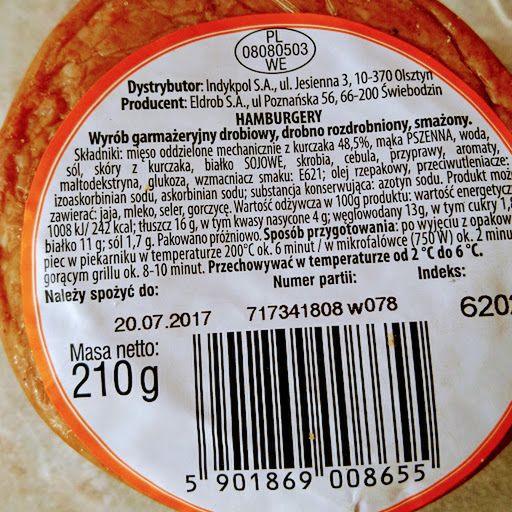 PL
08080503
WE
Dystrybutor: Indykpol S.A., ul. Jesienna 3, 10-370 Olsztyn
Producent: Eldrob S.A., ul Poznańska 56, 66-200 Świebodzin
HAMBURGERY
Wyrób garmażeryjny drobiowy, drobno rozdrobniony, smażony.
Składniki: mięso oddzielone mechanicznie z kurczaka 48,5%, mąka PSZENNA, woda,
sól, skóry z kurczaka, białko SOJOWE, skrobia, cebula, przyprawy, aromaty,
maltodekstryna, glukoza, wzmacniacz smaku: E621; olej rzepakowy, przeciwutleniacze:
izoaskorbinian sodu, askorbinian sodu; substancja konserwująca: azotyn sodu. Produkt moż
zawierać: jaja, mleko, seler, gorczycę. Wartość odżywcza w 100g produktu: wartość energetycz
1008 kJ/ 242 kcal; tłuszcz 16 g, w tym kwasy nasycone 4 g; węglowodany 13g, w tym cukry 1,8
białko 11 g; sól 1,7 g. Pakowano próżniowo. Sposób przygotowania: po wyjęciu z opakow
piec w piekarniku w temperaturze 200°C ok. 6 minut / w mikrofalówce (750 W) ok. 2 minu
gorącym grillu ok. 8-10 minut. Przechowywać w temperaturze od 2 °C do 6 °C.
Należy spożyć do: Numer partii: Indeks:
20.07.2017 717341808 W078 620
Masa netto:
210 g
5 901869 008655